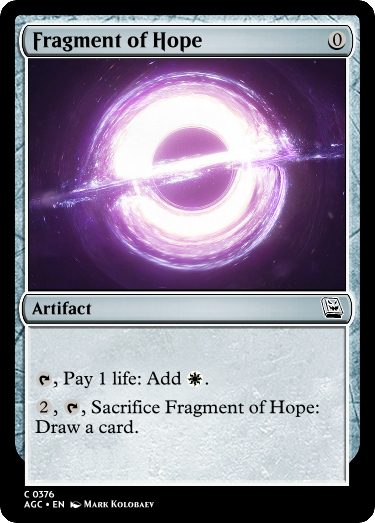 Fragment of Hope 0
Artifact
, Pay 1 life: Add .
2 , , Sacrifice Fragment of Hope:
Draw a card.
C 0376
AGC • EN Mark Kolobaev